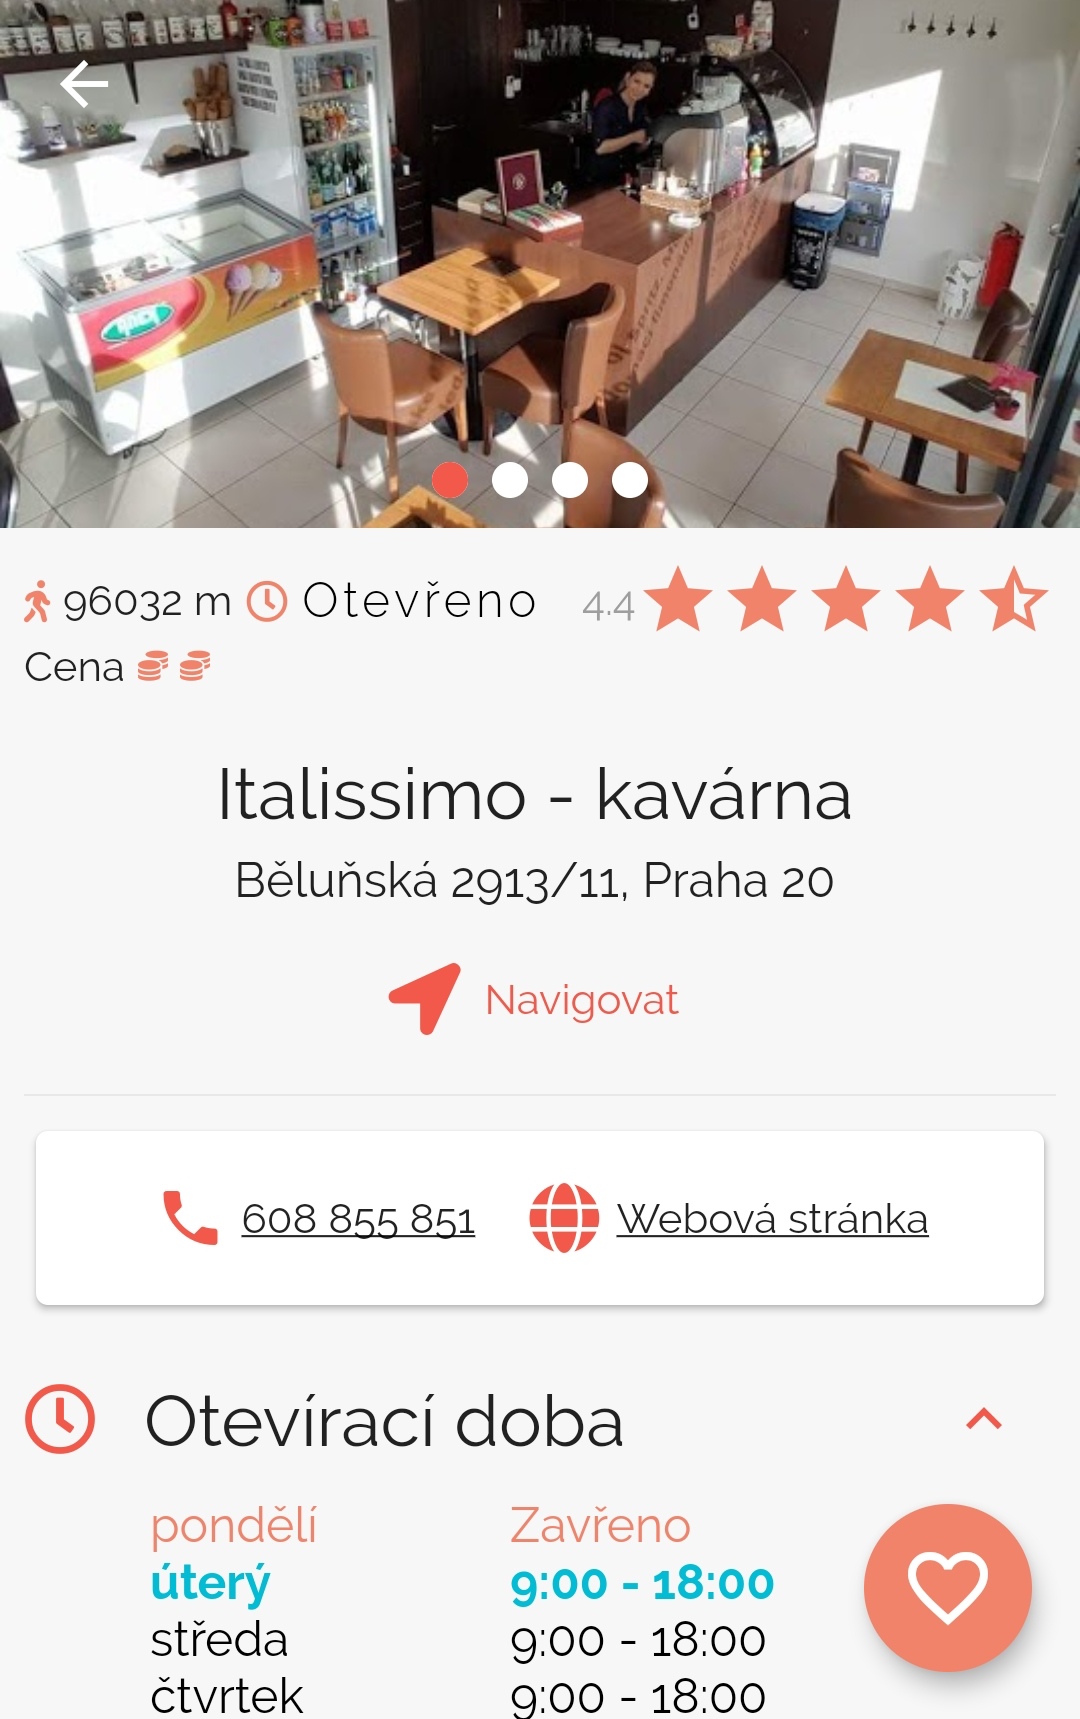 96032 m Otevřeno 4.4
Cena
Italissimo - kavárna
Běluňská 2913/11, Praha 20
Navigovat
608 855 851 Webová stránka
Otevírací doba
pondělí Zavřeno
úterý 9:00 - 18:00
středa 9:00 - 18:00
čtvrtek 9:00 - 18:00